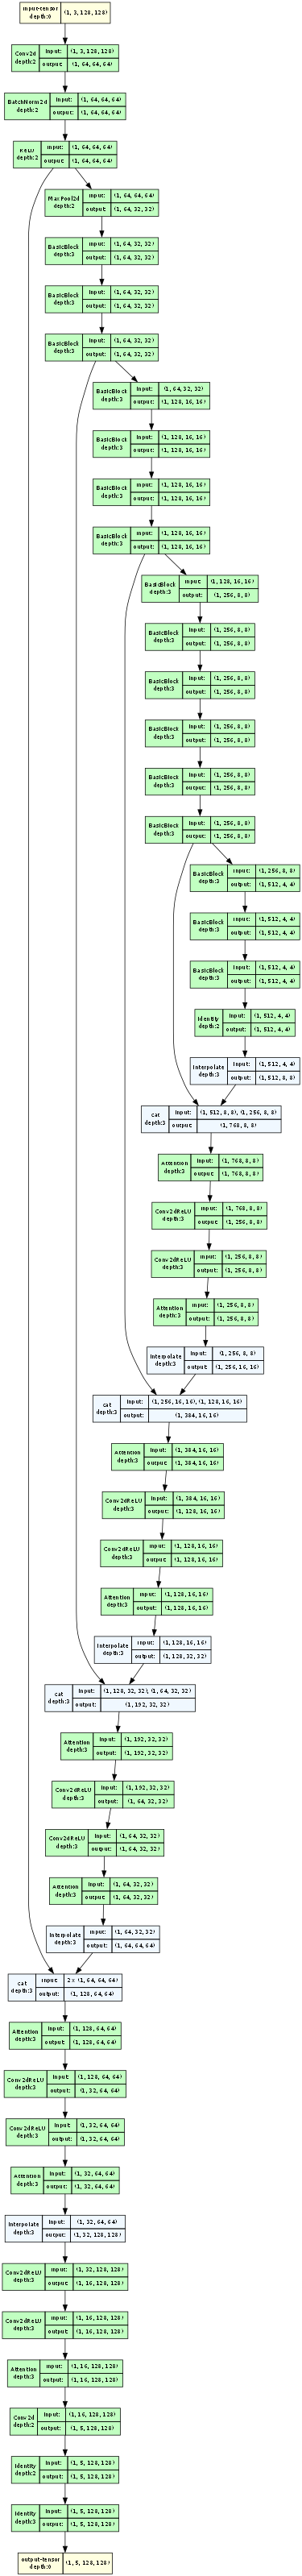 input-tensor
depth:0
(1, 3, 128, 128)
Conv2d input: (1, 3, 128, 128)
depth:2 output: (1, 64, 64, 64)
BatchNorm2d input: (1, 64, 64, 64)
depth:2 output: (1, 64, 64, 64)
ReLU input: (1, 64, 64, 64)
depth:2 output: (1, 64, 64, 64)
MaxPool2d input: (1, 64, 64, 64)
depth:2 output: (1, 64, 32, 32)
BasicBlock input: (1, 64, 32, 32)
depth:3 output: (1, 64, 32, 32)
BasicBlock input: (1, 64, 32, 32)
depth:3 output: (1, 64, 32, 32)
BasicBlock input: (1, 64, 32, 32)
depth:3 output: (1, 64, 32, 32)
BasicBlock input: (1, 64, 32, 32)
depth:3 output: (1, 128, 16, 16)
BasicBlock input: (1, 128, 16, 16)
depth:3 output: (1, 128, 16, 16)
BasicBlock input: (1, 128, 16, 16)
depth:3 output: (1, 128, 16, 16)
BasicBlock input: (1, 128, 16, 16)
depth:3 output: (1, 128, 16, 16)
BasicBlock input: (1, 128, 16, 16)
depth:3 output: (1, 256, 8, 8)
BasicBlock input: (1, 256, 8, 8)
depth:3 output: (1, 256, 8, 8)
BasicBlock input: (1, 256, 8, 8)
depth:3 output: (1, 256, 8, 8)
BasicBlock input: (1, 256, 8, 8)
depth:3 output: (1, 256, 8, 8)
BasicBlock input: (1, 256, 8, 8)
depth:3 output: (1, 256, 8, 8)
BasicBlock input: (1, 256, 8, 8)
depth:3 output: (1, 256, 8, 8)
BasicBlock input: (1, 256, 8, 8)
depth:3 output: (1, 512, 4, 4)
BasicBlock input: (1, 512, 4, 4)
depth:3 output: (1, 512, 4, 4)
BasicBlock input: (1, 512, 4, 4)
depth:3 output: (1, 512, 4, 4)
Identity input: (1, 512, 4, 4)
depth:2 output: (1, 512, 4, 4)
Interpolate input: (1, 512, 4, 4)
depth:3 output: (1, 512, 8, 8)
cat input: (1, 512, 8, 8), (1, 256, 8, 8)
depth:3 output: (1, 768, 8, 8)
Attention input: (1, 768, 8, 8)
depth:3 output: (1, 768, 8, 8)
Conv2dReLU input: (1, 768, 8, 8)
depth:3 output: (1, 256, 8, 8)
Conv2dReLU input: (1, 256, 8, 8)
depth:3 output: (1, 256, 8, 8)
Attention input: (1, 256, 8, 8)
depth:3 output: (1, 256, 8, 8)
Interpolate input: (1, 256, 8, 8)
depth:3 output: (1, 256, 16, 16)
cat input: (1, 256, 16, 16), (1, 128, 16, 16)
depth:3 output: (1, 384, 16, 16)
Attention input: (1, 384, 16, 16)
depth:3 output: (1, 384, 16, 16)
Conv2dReLU input: (1, 384, 16, 16)
depth:3 output: (1, 128, 16, 16)
Conv2dReLU input: (1, 128, 16, 16)
depth:3 output: (1, 128, 16, 16)
Attention input: (1, 128, 16, 16)
depth:3 output: (1, 128, 16, 16)
Interpolate input: (1, 128, 16, 16)
depth:3 output: (1, 128, 32, 32)
cat input: (1, 128, 32, 32), (1, 64, 32, 32)
depth:3 output: (1, 192, 32, 32)
Attention input: (1, 192, 32, 32)
depth:3 output: (1, 192, 32, 32)
Conv2dReLU input: (1, 192, 32, 32)
depth:3 output: (1, 64, 32, 32)
Conv2dReLU input: (1, 64, 32, 32)
depth:3 output: (1, 64, 32, 32)
Attention input: (1, 64, 32, 32)
depth:3 output: (1, 64, 32, 32)
Interpolate input: (1, 64, 32, 32)
depth:3 output: (1, 64, 64, 64)
cat input: 2 x (1, 64, 64, 64)
depth:3 output: (1, 128, 64, 64)
Attention input: (1, 128, 64, 64)
depth:3 output: (1, 128, 64, 64)
Conv2dReLU input: (1, 128, 64, 64)
depth:3 output: (1, 32, 64, 64)
Conv2dReLU input: (1, 32, 64, 64)
depth:3 output: (1, 32, 64, 64)
Attention input: (1, 32, 64, 64)
depth:3 output: (1, 32, 64, 64)
Interpolate input: (1, 32, 64, 64)
depth:3 output: (1, 32, 128, 128)
Conv2dReLU input: (1, 32, 128, 128)
depth:3 output: (1, 16, 128, 128)
Conv2dReLU input: (1, 16, 128, 128)
depth:3 output: (1, 16, 128, 128)
Attention input: (1, 16, 128, 128)
depth:3 output: (1, 16, 128, 128)
Conv2d input: (1, 16, 128, 128)
depth:2 output: (1, 5, 128, 128)
Identity input: (1, 5, 128, 128)
depth:2 output: (1, 5, 128, 128)
Identity input: (1, 5, 128, 128)
depth:3 output: (1, 5, 128, 128)
output-tensor
depth:0
(1, 5, 128, 128)